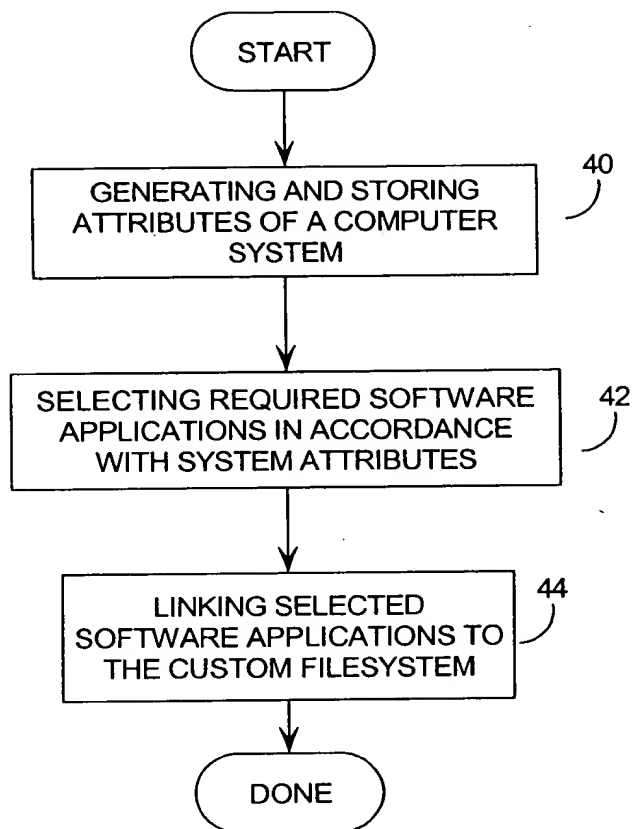 START
GENERATING AND STORING
ATTRIBUTES OF A COMPUTER
SYSTEM
40
SELECTING REQUIRED SOFTWARE
APPLICATIONS IN ACCORDANCE
WITH SYSTEM ATTRIBUTES
42
LINKING SELECTED
SOFTWARE APPLICATIONS TO
THE CUSTOM FILESYSTEM
44
DONE